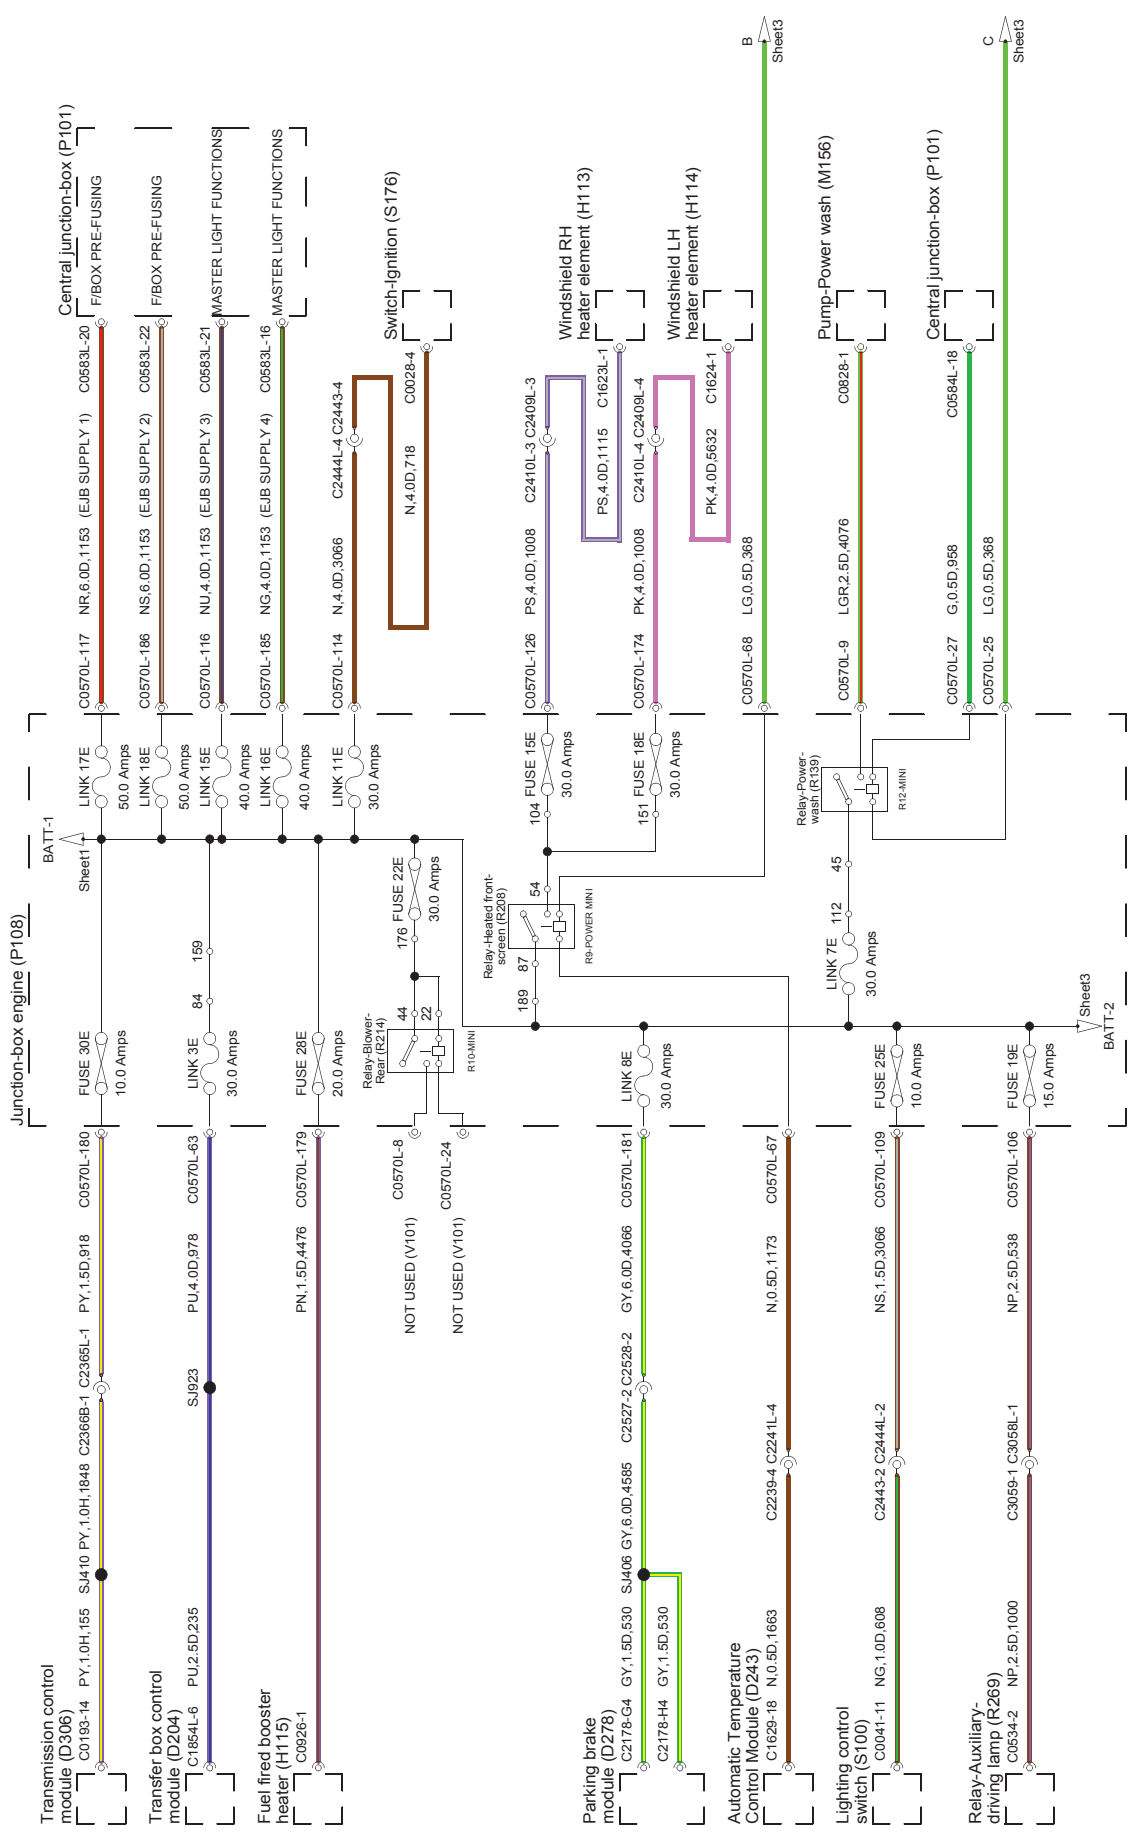 Junction-box engine (P108)
BATT-1
Sheet1
Central junction-box (P101)
F/BOX PRE-FUSING
C0583L-20
NR,6.0D,1153 (EJB SUPPLY 1)
C0570L-117
LINK 17E
50.0 Amps
F/BOX PRE-FUSING
C0583L-22
NS,6.0D,1153 (EJB SUPPLY 2)
C0570L-186
LINK 18E
50.0 Amps
MASTER LIGHT FUNCTIONS
C0583L-21
NU,4.0D,1153 (EJB SUPPLY 3)
C0570L-116
LINK 15E
40.0 Amps
MASTER LIGHT FUNCTIONS
C0583L-16
NG,4.0D,1153 (EJB SUPPLY 4)
C0570L-185
LINK 16E
40.0 Amps
Switch-Ignition (S176)
C0028-4
N,4.0D,718
C2444L-4 C2443-4
N,4.0D,3066
C0570L-114
LINK 11E
30.0 Amps
Windshield RH
heater element (H113)
C1623L-1
PS,4.0D,1115
C2410L-3 C2409L-3
PS,4.0D,1008
C0570L-126
FUSE 15E
30.0 Amps
104
Windshield LH
heater element (H114)
C1624-1
PK,4.0D,5632
C2410L-4 C2409L-4
PK,4.0D,1008
C0570L-174
FUSE 18E
30.0 Amps
151
B
Sheet3
LG,0.5D,368
C0570L-68
Pump-Power wash (M156)
C0828-1
LGR,2.5D,4076
C0570L-9
Central junction-box (P101)
C0584L-18
G,0.5D,958
C0570L-27
C
Sheet3
LG,0.5D,368
C0570L-25
Relay-Power-
wash (R139)
R12-MINI
45
112
LINK 7E
30.0 Amps
Relay-Heated front-
screen (R208)
R9-POWER MINI
54
87
189
FUSE 22E
30.0 Amps
176
44
22
Relay-Blower-
Rear (R214)
R10-MINI
C0570L-8
NOT USED (V101)
C0570L-24
NOT USED (V101)
Sheet3
BATT-2
Transmission control
module (D306)
C0193-14
PY,1.0H,155
SJ410
PY,1.0H,1848
C2366B-1 C2365L-1
PY,1.5D,918
C0570L-180
FUSE 30E
10.0 Amps
Transfer box control
module (D204)
C1854L-6
PU,2.5D,235
SJ923
PU,4.0D,978
C0570L-63
LINK 3E
30.0 Amps
84
159
Fuel fired booster
heater (H115)
C0926-1
PN,1.5D,4476
C0570L-179
FUSE 28E
20.0 Amps
Parking brake
module (D278)
C2178-G4
GY,1.5D,530
C2178-H4
GY,1.5D,530
SJ406
GY,6.0D,4585
C2527-2 C2528-2
GY,6.0D,4066
C0570L-181
LINK 8E
30.0 Amps
Automatic Temperature
Control Module (D243)
C1629-18
N,0.5D,1663
C2239-4 C2241L-4
N,0.5D,1173
C0570L-67
Lighting control
switch (S100)
C0041-11
NG,1.0D,608
C2443-2 C2444L-2
NS,1.5D,3066
C0570L-109
FUSE 25E
10.0 Amps
Relay-Auxiliary-
driving lamp (R269)
C0534-2
NP,2.5D,1000
C3059-1 C3058L-1
NP,2.5D,538
C0570L-106
FUSE 19E
15.0 Amps